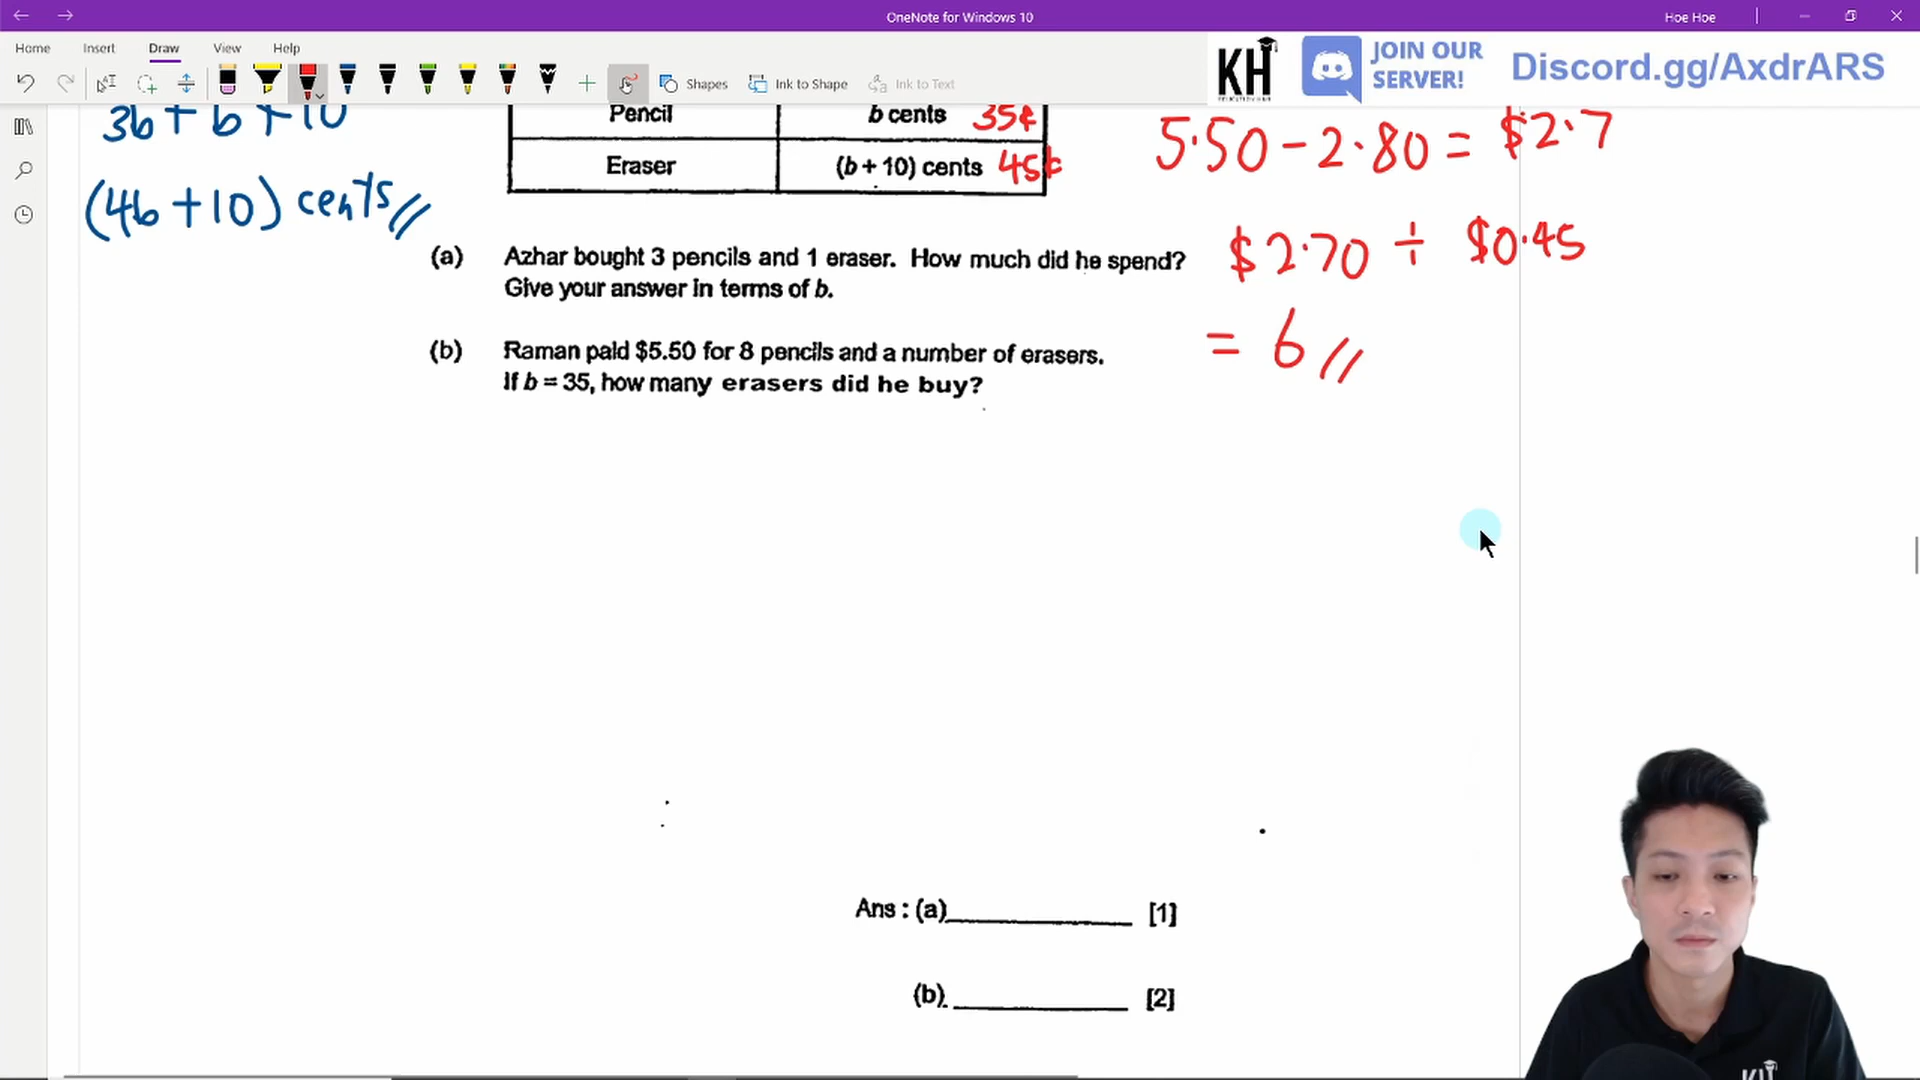 OneNote for Windows 10
Hoe Hoe
Home Insert Draw View Help
Shapes Ink to Shape Ink to Text
KH
JOIN OUR
SERVER!
Discord.gg/AxdrARS
3b + b + 10
(4b + 10) cents
Pencil b cents 35¢
Eraser (b + 10) cents 45¢
5.50 - 2.80 = $2.7
$2.70 ÷ $0.45
= 6
(a) Azhar bought 3 pencils and 1 eraser. How much did he spend?
Give your answer in terms of b.
(b) Raman paid $5.50 for 8 pencils and a number of erasers.
If b = 35, how many erasers did he buy?
Ans : (a) [1]
(b) [2]
KH